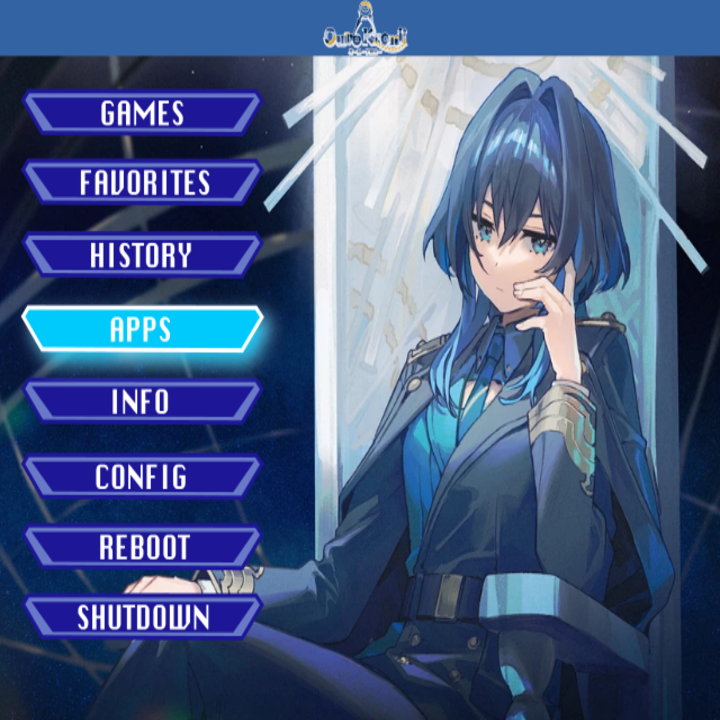 GAMES
FAVORITES
HISTORY
APPS
INFO
CONFIG
REBOOT
SHUTDOWN